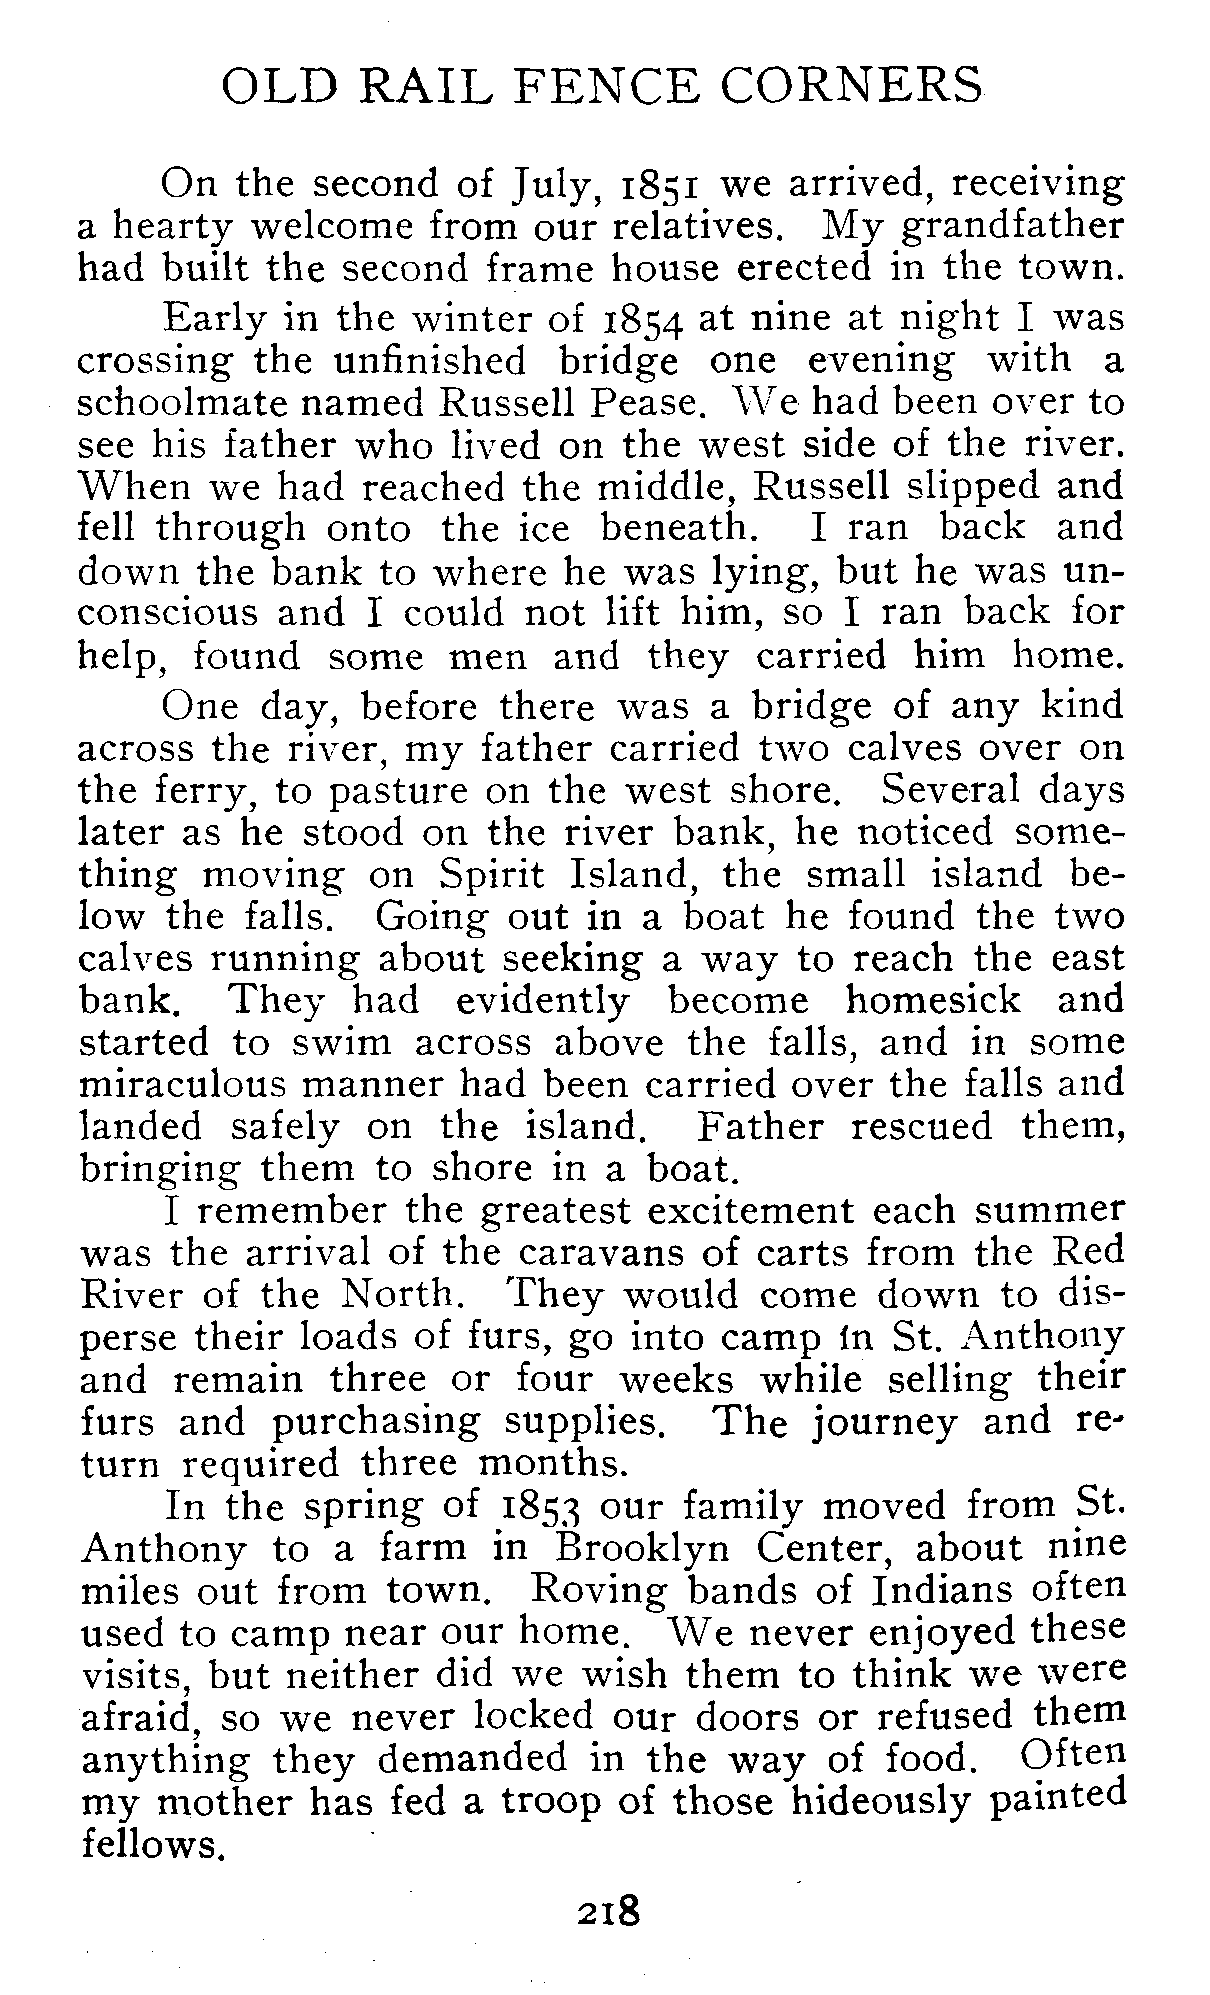 OLD RAIL FENCE CORNERS
On the second of July, 1851 we arrived, receiving
a hearty welcome from our relatives. My grandfather
had built the second frame house erected in the town.
Early in the winter of 1854 at nine at night I was
crossing the unfinished bridge one evening with a
schoolmate named Russell Pease. We had been over to
see his father who lived on the west side of the river.
When we had reached the middle, Russell slipped and
fell through onto the ice beneath. I ran back and
down the bank to where he was lying, but he was un-
conscious and I could not lift him, so I ran back for
help, found some men and they carried him home.
One day, before there was a bridge of any kind
across the river, my father carried two calves over on
the ferry, to pasture on the west shore. Several days
later as he stood on the river bank, he noticed some-
thing moving on Spirit Island, the small island be-
low the falls. Going out in a boat he found the two
calves running about seeking a way to reach the east
bank. They had evidently become homesick and
started to swim across above the falls, and in some
miraculous manner had been carried over the falls and
landed safely on the island. Father rescued them,
bringing them to shore in a boat.
I remember the greatest excitement each summer
was the arrival of the caravans of carts from the Red
River of the North. They would come down to dis-
perse their loads of furs, go into camp in St. Anthony
and remain three or four weeks while selling their
furs and purchasing supplies. The journey and re-
turn required three months.
In the spring of 1853 our family moved from St.
Anthony to a farm in Brooklyn Center, about nine
miles out from town. Roving bands of Indians often
used to camp near our home. We never enjoyed these
visits, but neither did we wish them to think we were
afraid, so we never locked our doors or refused them
anything they demanded in the way of food. Often
my mother has fed a troop of those hideously painted
fellows.
218